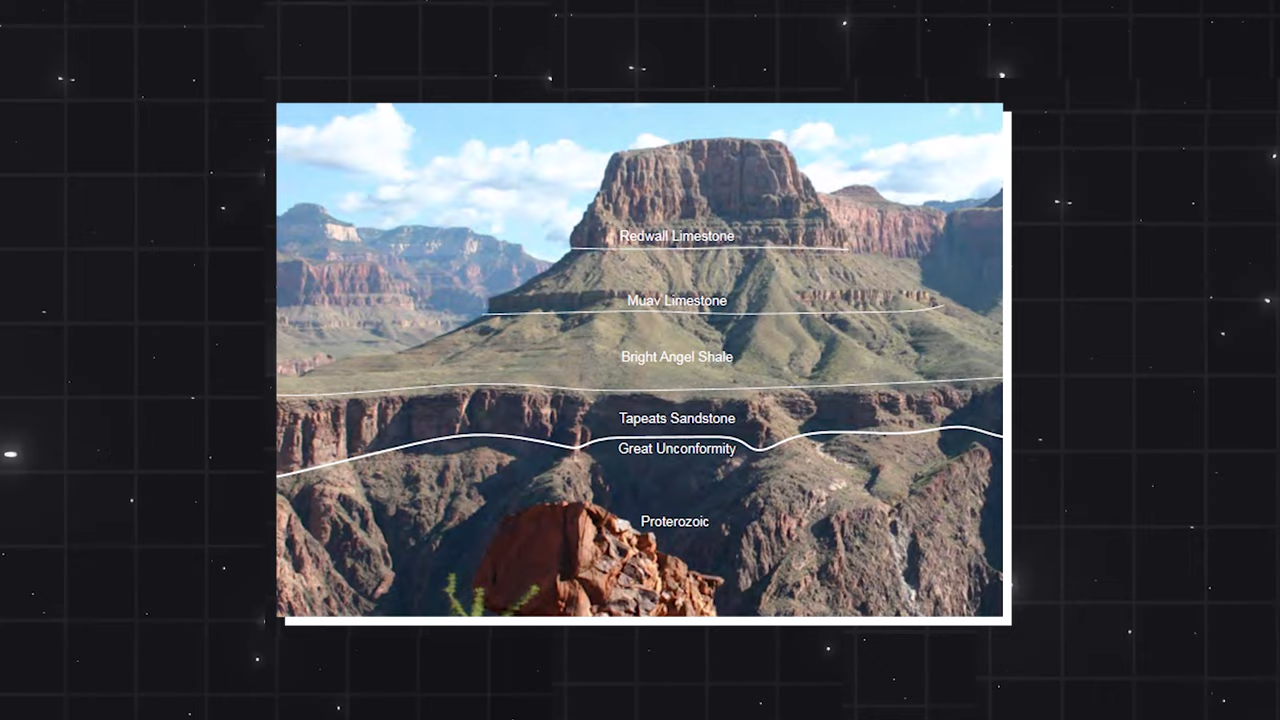 Redwall Limestone
Muav Limestone
Bright Angel Shale
Tapeats Sandstone
Great Unconformity
Proterozoic